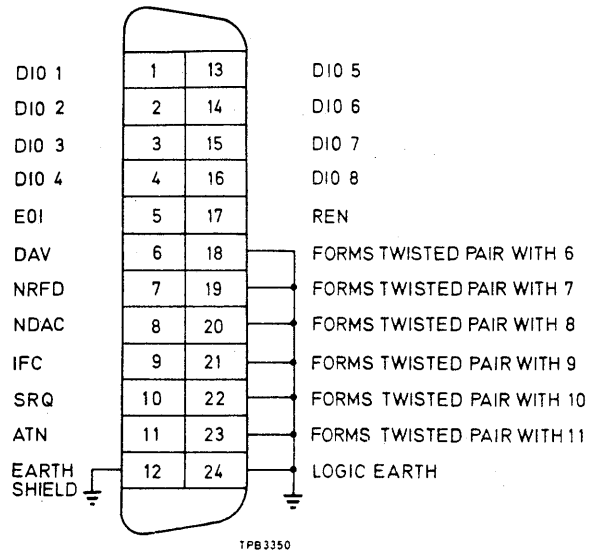 DIO 1 1 13 DIO 5
DIO 2 2 14 DIO 6
DIO 3 3 15 DIO 7
DIO 4 4 16 DIO 8
EOI 5 17 REN
DAV 6 18 FORMS TWISTED PAIR WITH 6
NRFD 7 19 FORMS TWISTED PAIR WITH 7
NDAC 8 20 FORMS TWISTED PAIR WITH 8
IFC 9 21 FORMS TWISTED PAIR WITH 9
SRQ 10 22 FORMS TWISTED PAIR WITH 10
ATN 11 23 FORMS TWISTED PAIR WITH 11
EARTH 12 24 LOGIC EARTH
SHIELD
TPB3350